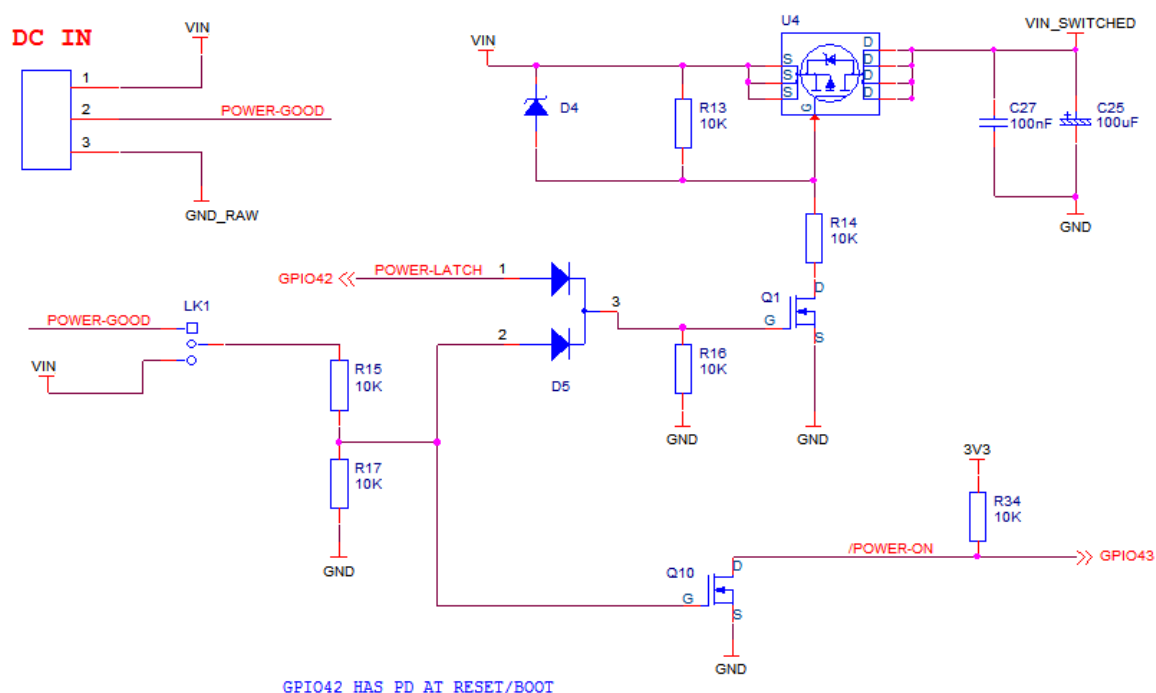 DC IN
VIN
1
2
POWER-GOOD
3
GND_RAW
VIN
D4
R13
10K
U4
S
S
S
G
D
D
D
D
VIN_SWITCHED
C27
100nF
C25
100uF
GND
R14
10K
GPIO42
POWER-LATCH
1
2
3
D5
Q1
G
D
S
R16
10K
GND
GND
LK1
POWER-GOOD
VIN
R15
10K
R17
10K
GND
3V3
R34
10K
/POWER-ON
GPIO43
Q10
G
D
S
GND
GPIO42 HAS PD AT RESET/BOOT